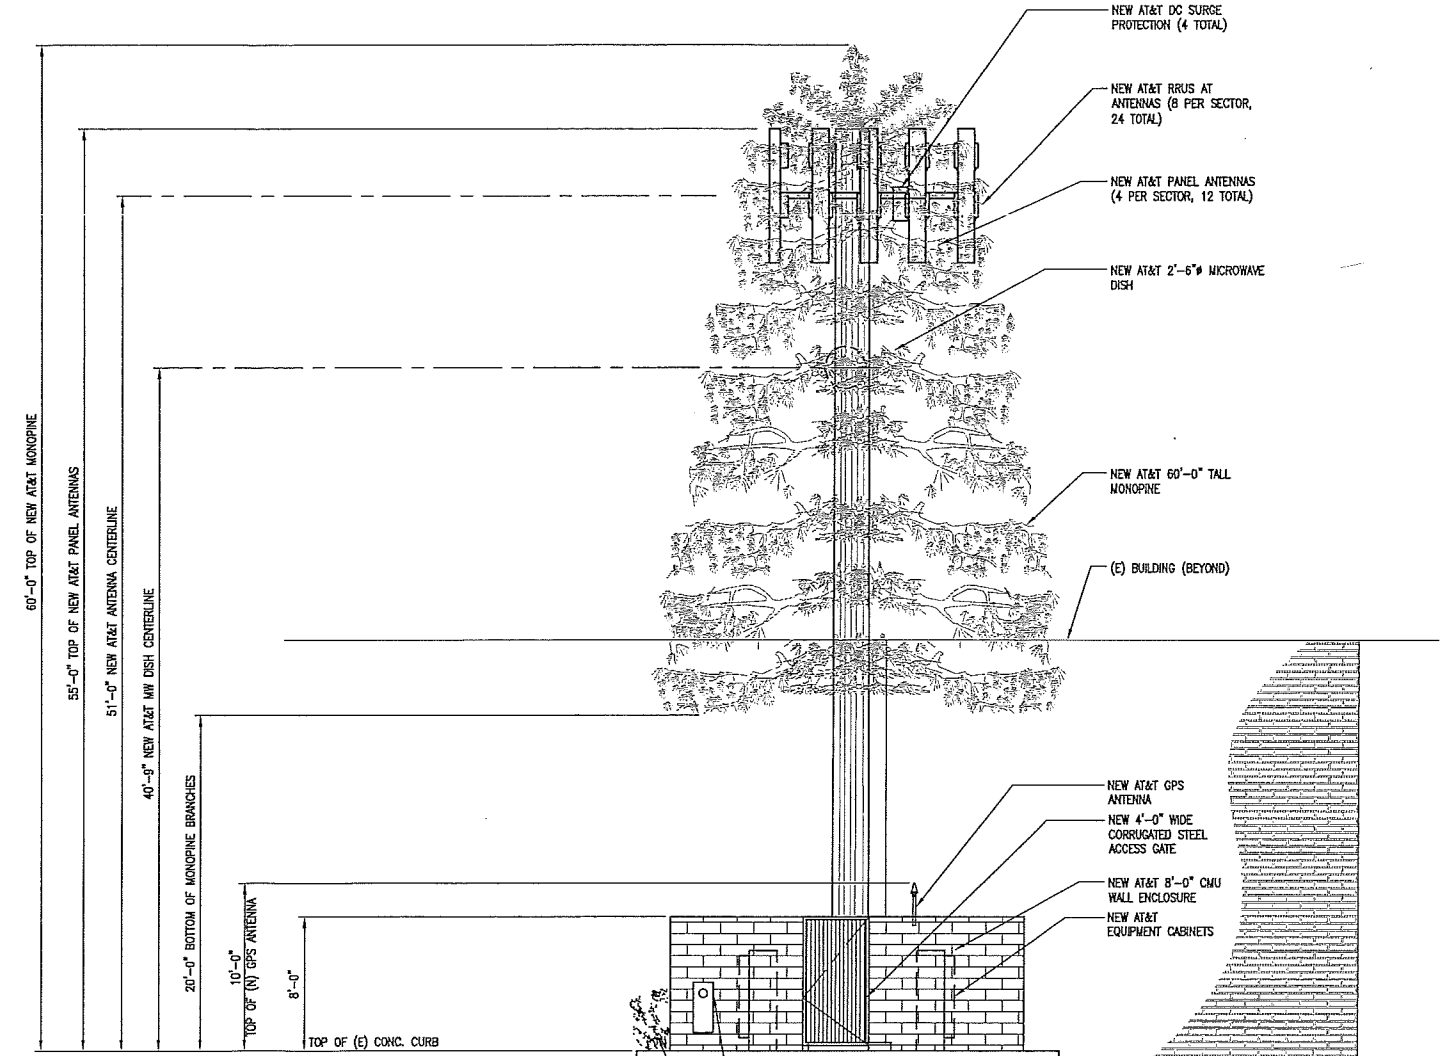 NEW AT&T DC SURGE
PROTECTION (4 TOTAL)
NEW AT&T RRUS AT
ANTENNAS (8 PER SECTOR,
24 TOTAL)
NEW AT&T PANEL ANTENNAS
(4 PER SECTOR, 12 TOTAL)
NEW AT&T 2'-6"ø MICROWAVE
DISH
NEW AT&T 60'-0" TALL
MONOPINE
(E) BUILDING (BEYOND)
NEW AT&T GPS
ANTENNA
NEW 4'-0" WIDE
CORRUGATED STEEL
ACCESS GATE
NEW AT&T 8'-0" CMU
WALL ENCLOSURE
NEW AT&T
EQUIPMENT CABINETS
60'-0" TOP OF NEW AT&T MONOPINE
55'-0" TOP OF NEW AT&T PANEL ANTENNAS
51'-0" NEW AT&T ANTENNA CENTERLINE
40'-9" NEW AT&T MW DISH CENTERLINE
20'-0" BOTTOM OF MONOPINE BRANCHES
10'-0"
TOP OF (N) GPS ANTENNA
8'-0"
TOP OF (E) CONC. CURB